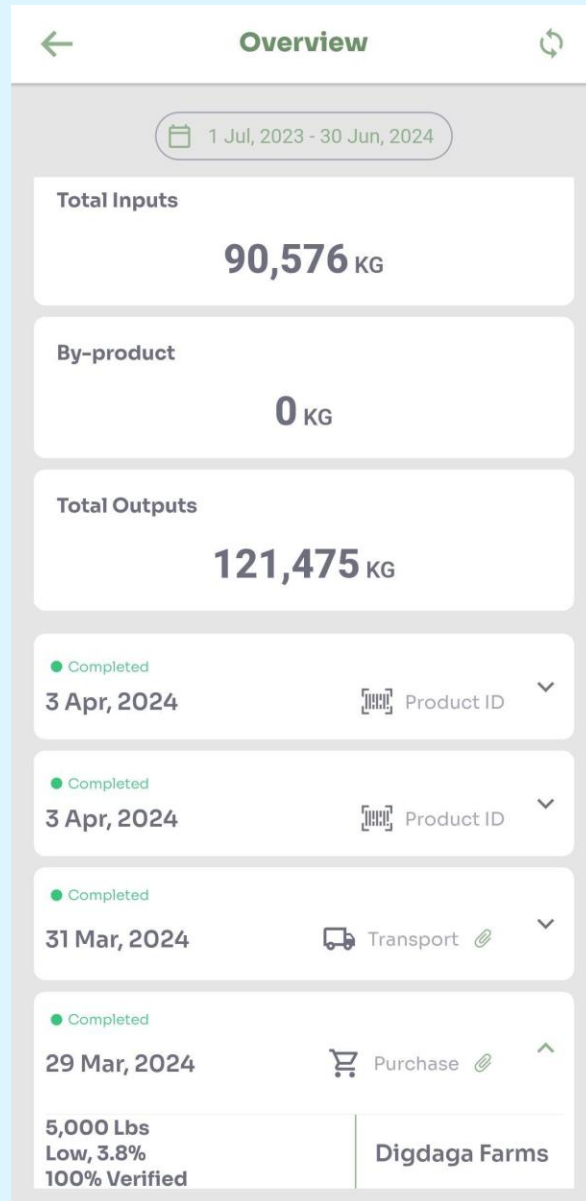 Overview
1 Jul, 2023 - 30 Jun, 2024
Total Inputs
90,576 KG
By-product
0 KG
Total Outputs
121,475 KG
Completed
3 Apr, 2024 Product ID
Completed
3 Apr, 2024 Product ID
Completed
31 Mar, 2024 Transport
Completed
29 Mar, 2024 Purchase
5,000 Lbs
Low, 3.8%
100% Verified
Digdaga Farms